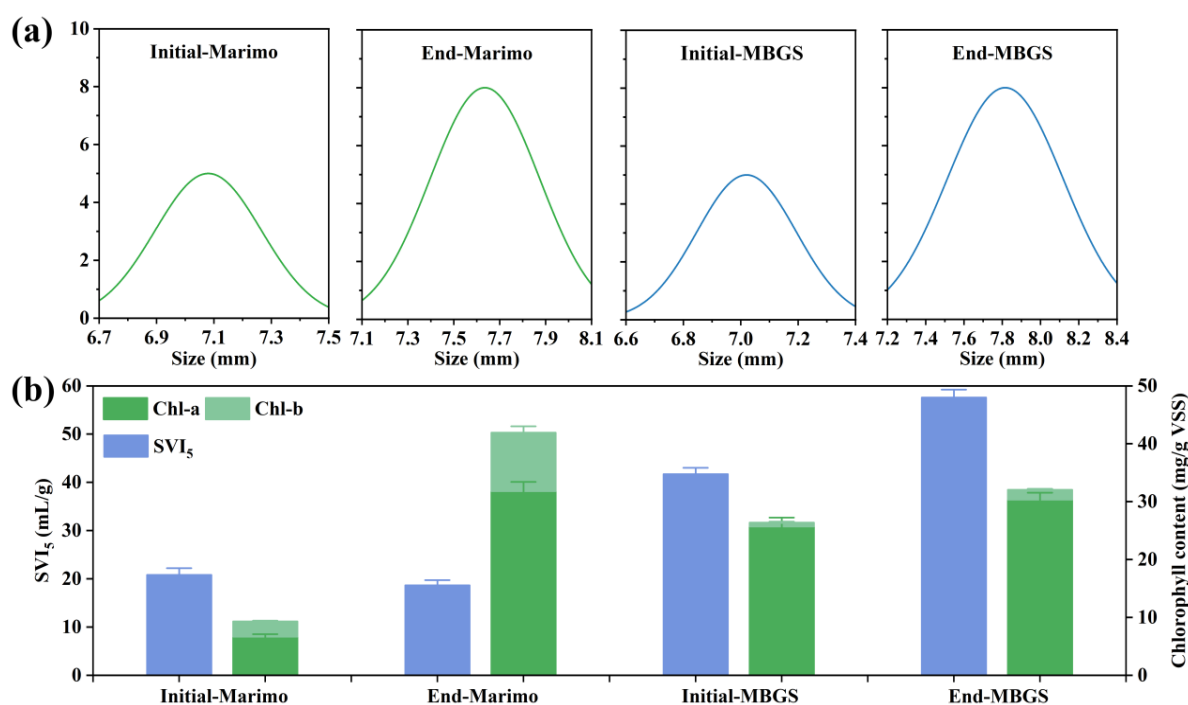 (a)
Initial-Marimo
End-Marimo
Initial-MBGS
End-MBGS
10
8
6
4
2
0
6.7 6.9 7.1 7.3 7.5
7.1 7.3 7.5 7.7 7.9 8.1
6.6 6.8 7.0 7.2 7.4
7.2 7.4 7.6 7.8 8.0 8.2 8.4
Size (mm)
Size (mm)
Size (mm)
Size (mm)
(b)
Chl-a
Chl-b
SVI₅
SVI₅ (mL/g)
60
50
40
30
20
10
0
Chlorophyll content (mg/g VSS)
50
40
30
20
10
0
Initial-Marimo
End-Marimo
Initial-MBGS
End-MBGS